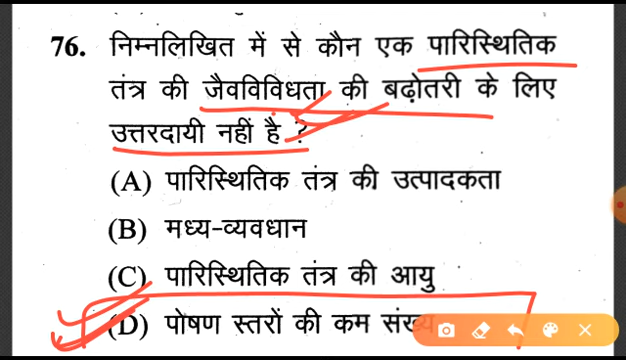 76. निम्नलिखित में से कौन एक पारिस्थितिक
तंत्र की जैवविविधता की बढ़ोतरी के लिए
उत्तरदायी नहीं है ?
(A) पारिस्थितिक तंत्र की उत्पादकता
(B) मध्य-व्यवधान
(C) पारिस्थितिक तंत्र की आयु
(D) पोषण स्तरों की कम